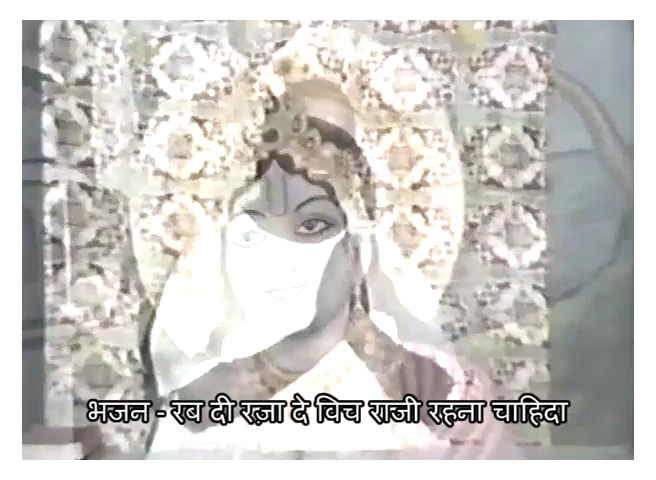 भजन - रब दी रज़ा दे विच राजी रहना चाहिदा